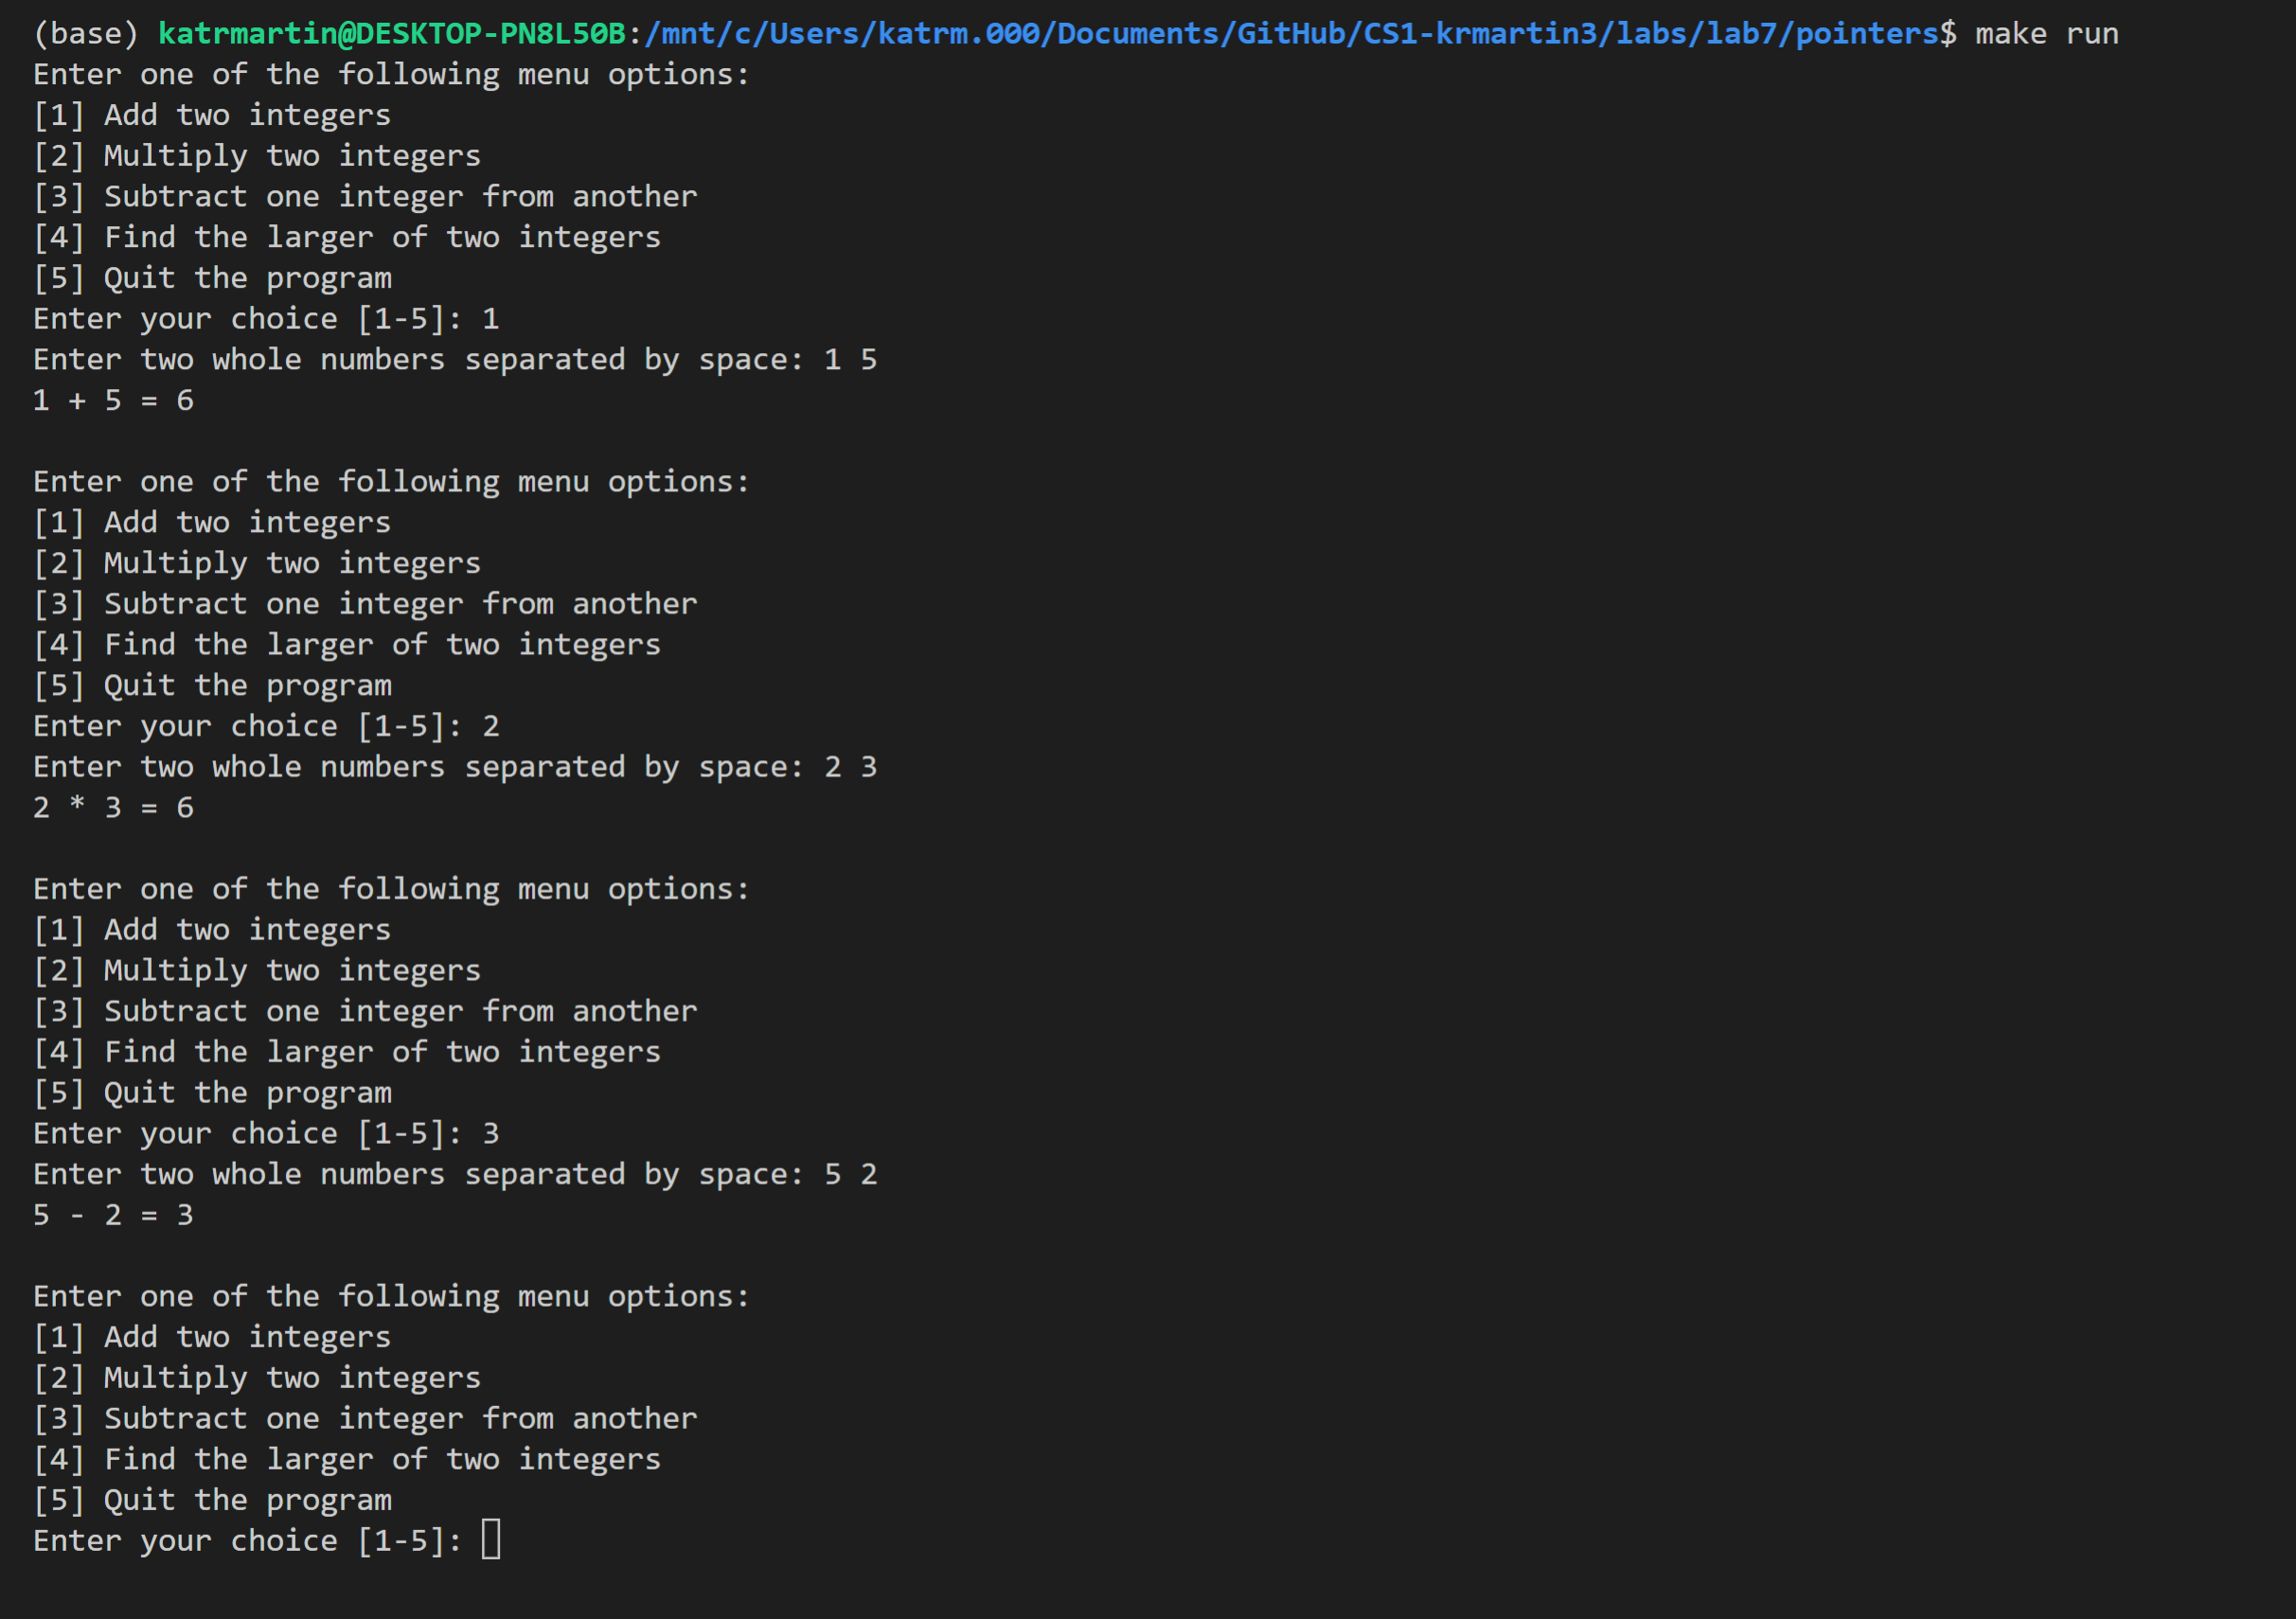 (base) katrmartin@DESKTOP-PN8L50B:/mnt/c/Users/katrm.000/Documents/GitHub/CS1-krmartin3/labs/lab7/pointers$ make run
Enter one of the following menu options:
[1] Add two integers
[2] Multiply two integers
[3] Subtract one integer from another
[4] Find the larger of two integers
[5] Quit the program
Enter your choice [1-5]: 1
Enter two whole numbers separated by space: 1 5
1 + 5 = 6

Enter one of the following menu options:
[1] Add two integers
[2] Multiply two integers
[3] Subtract one integer from another
[4] Find the larger of two integers
[5] Quit the program
Enter your choice [1-5]: 2
Enter two whole numbers separated by space: 2 3
2 * 3 = 6

Enter one of the following menu options:
[1] Add two integers
[2] Multiply two integers
[3] Subtract one integer from another
[4] Find the larger of two integers
[5] Quit the program
Enter your choice [1-5]: 3
Enter two whole numbers separated by space: 5 2
5 - 2 = 3

Enter one of the following menu options:
[1] Add two integers
[2] Multiply two integers
[3] Subtract one integer from another
[4] Find the larger of two integers
[5] Quit the program
Enter your choice [1-5]: